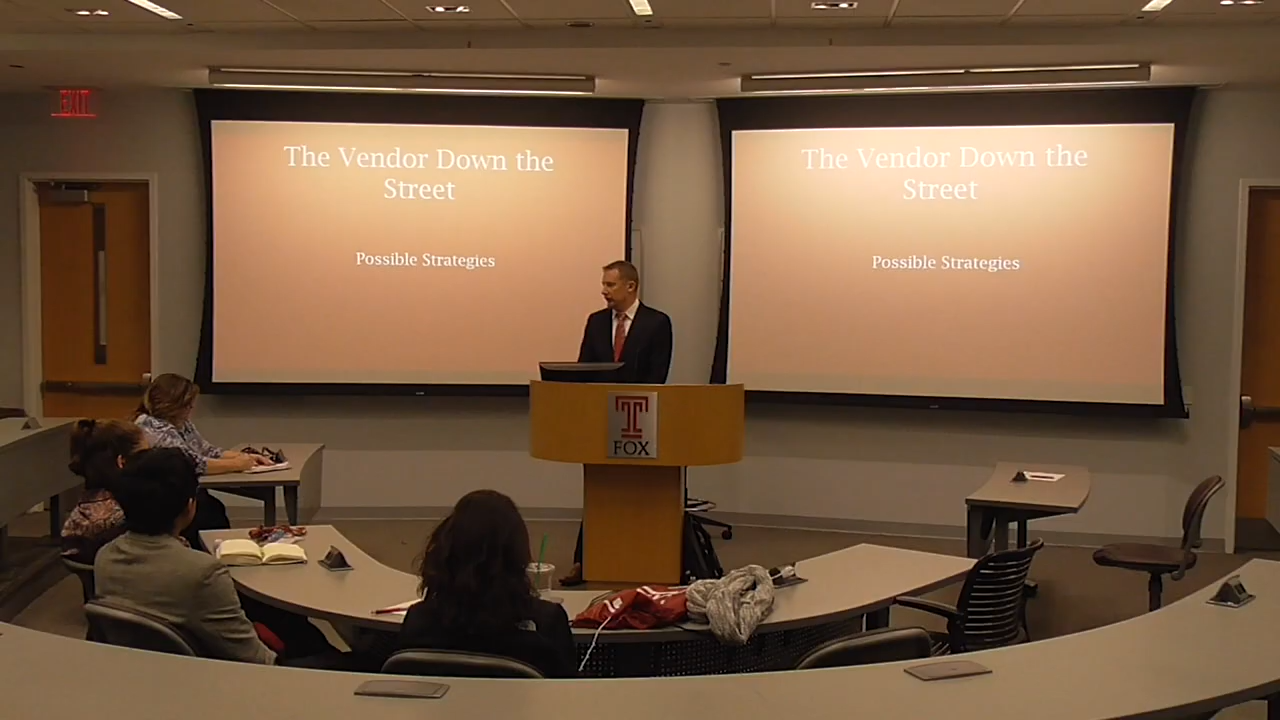 EXIT
The Vendor Down the
Street
Possible Strategies
The Vendor Down the
Street
Possible Strategies
FOX